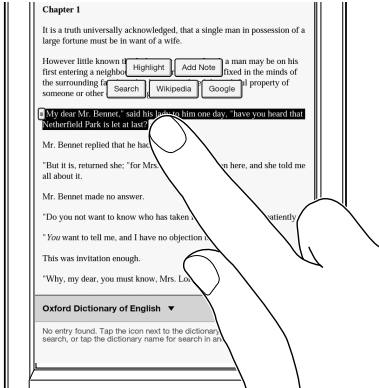 Chapter 1
It is a truth universally acknowledged, that a single man in possession of a
large fortune must be in want of a wife.
However little known a man may be on his
Highlight
Add Note
first entering a fixed in the minds of
the surrounding property of
Search
Wikipedia
Google
someone or other
"My dear Mr. Bennet," said his lady to him one day, "have you heard that
Netherfield Park is let at last?"
Mr. Bennet replied that he had
"But it is, returned she; "for Mrs. here, and she told me
all about it.
Mr. Bennet made no answer.
"Do you not want to know who has taken
"You want to tell me, and I have no objection
This was invitation enough.
"Why, my dear, you must know, Mrs.
Oxford Dictionary of English ▼
No entry found. Tap the icon next to the dictionary
search, or tap the dictionary name for search in